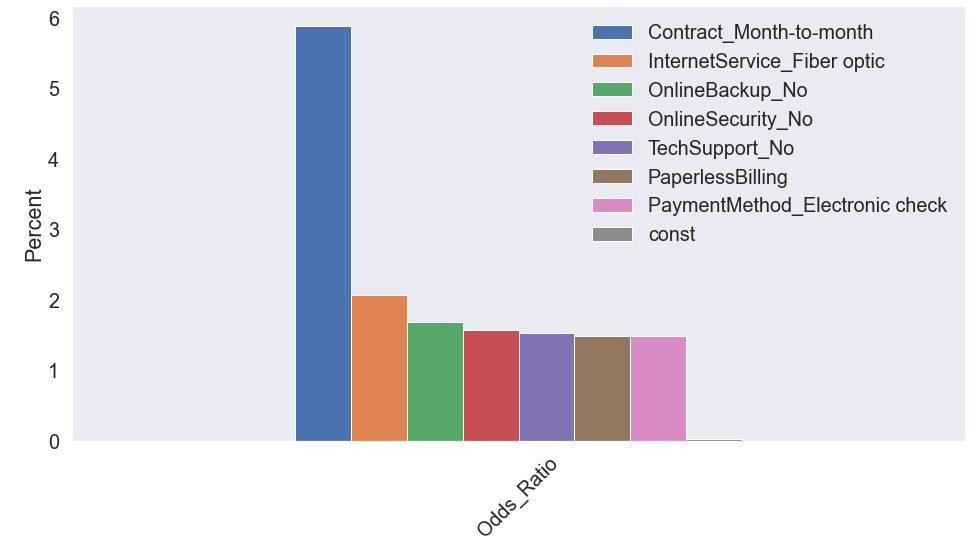 6
5
4
3
2
1
0
Percent
Contract_Month-to-month
InternetService_Fiber optic
OnlineBackup_No
OnlineSecurity_No
TechSupport_No
PaperlessBilling
PaymentMethod_Electronic check
const
Odds_Ratio